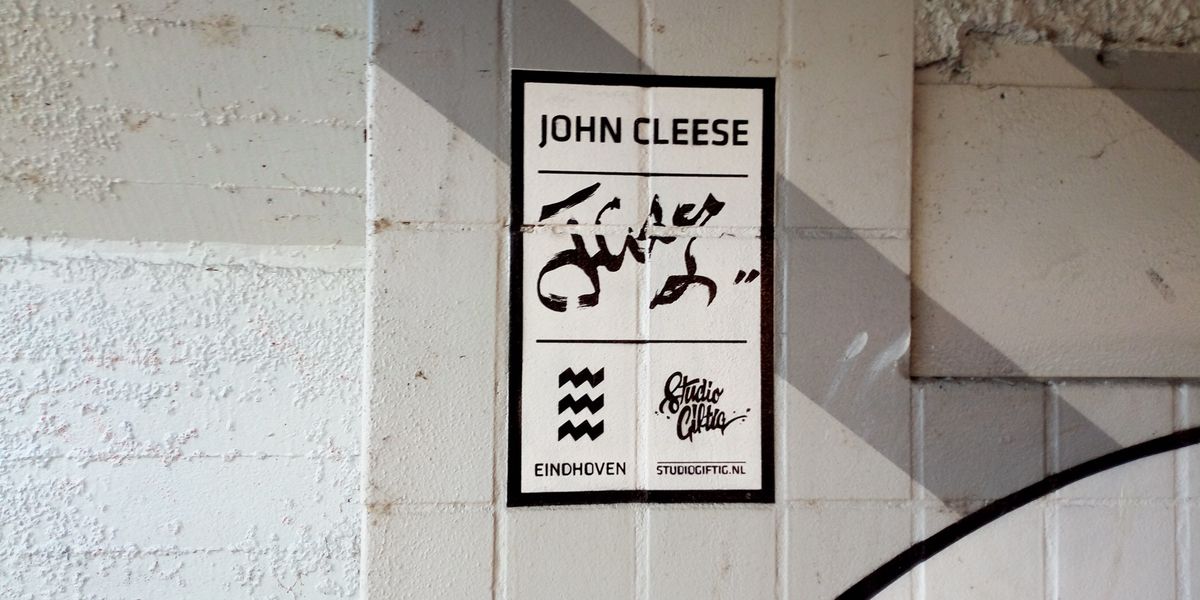 JOHN CLEESE
Studio
Giftig
EINDHOVEN
STUDIOGIFTIG.NL